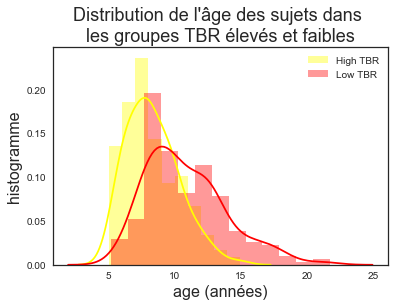 Distribution de l'âge des sujets dans
les groupes TBR élevés et faibles
High TBR
Low TBR
histogramme
0.20
0.15
0.10
0.05
0.00
5
10
15
20
25
age (années)